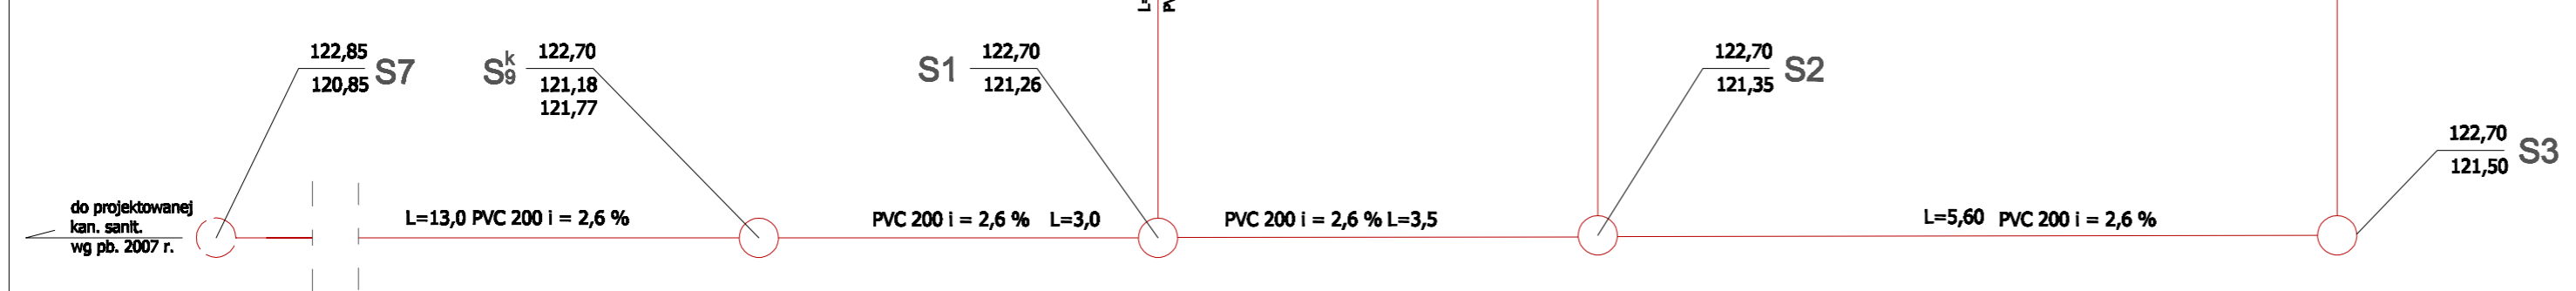 L=
PV
122,85
120,85
S7
S9k
122,70
121,18
121,77
S1
122,70
121,26
122,70
121,35
S2
122,70
121,50
S3
do projektowanej
kan. sanit.
wg pb. 2007 r.
L=13,0 PVC 200 i = 2,6 %
PVC 200 i = 2,6 % L=3,0
PVC 200 i = 2,6 % L=3,5
L=5,60 PVC 200 i = 2,6 %